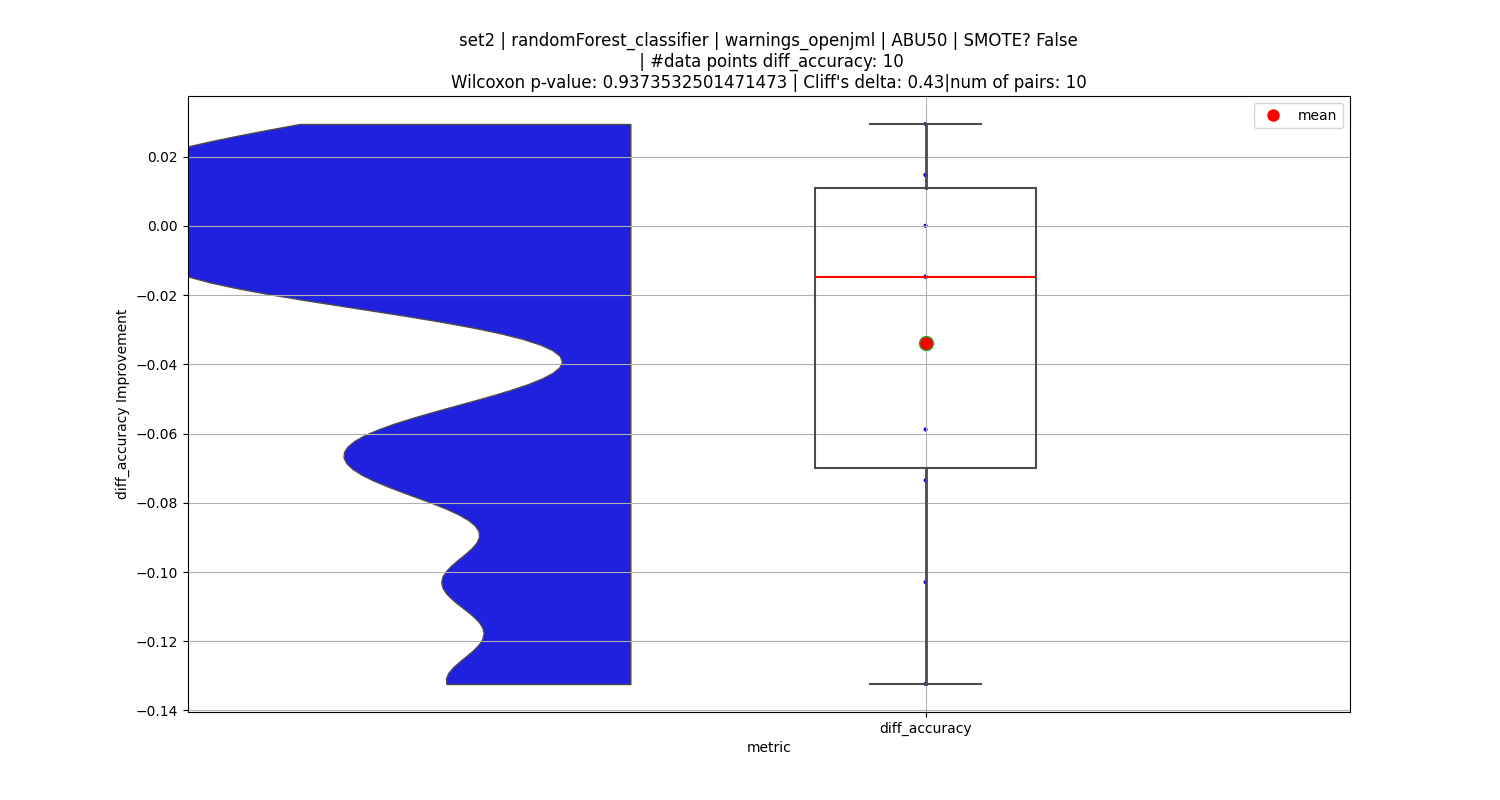 set2 | randomForest_classifier | warnings_openjml | ABU50 | SMOTE? False
| #data points diff_accuracy: 10
Wilcoxon p-value: 0.9373532501471473 | Cliff's delta: 0.43|num of pairs: 10
mean
0.02
0.00
−0.02
−0.04
−0.06
−0.08
−0.10
−0.12
−0.14
diff_accuracy Improvement
diff_accuracy
metric